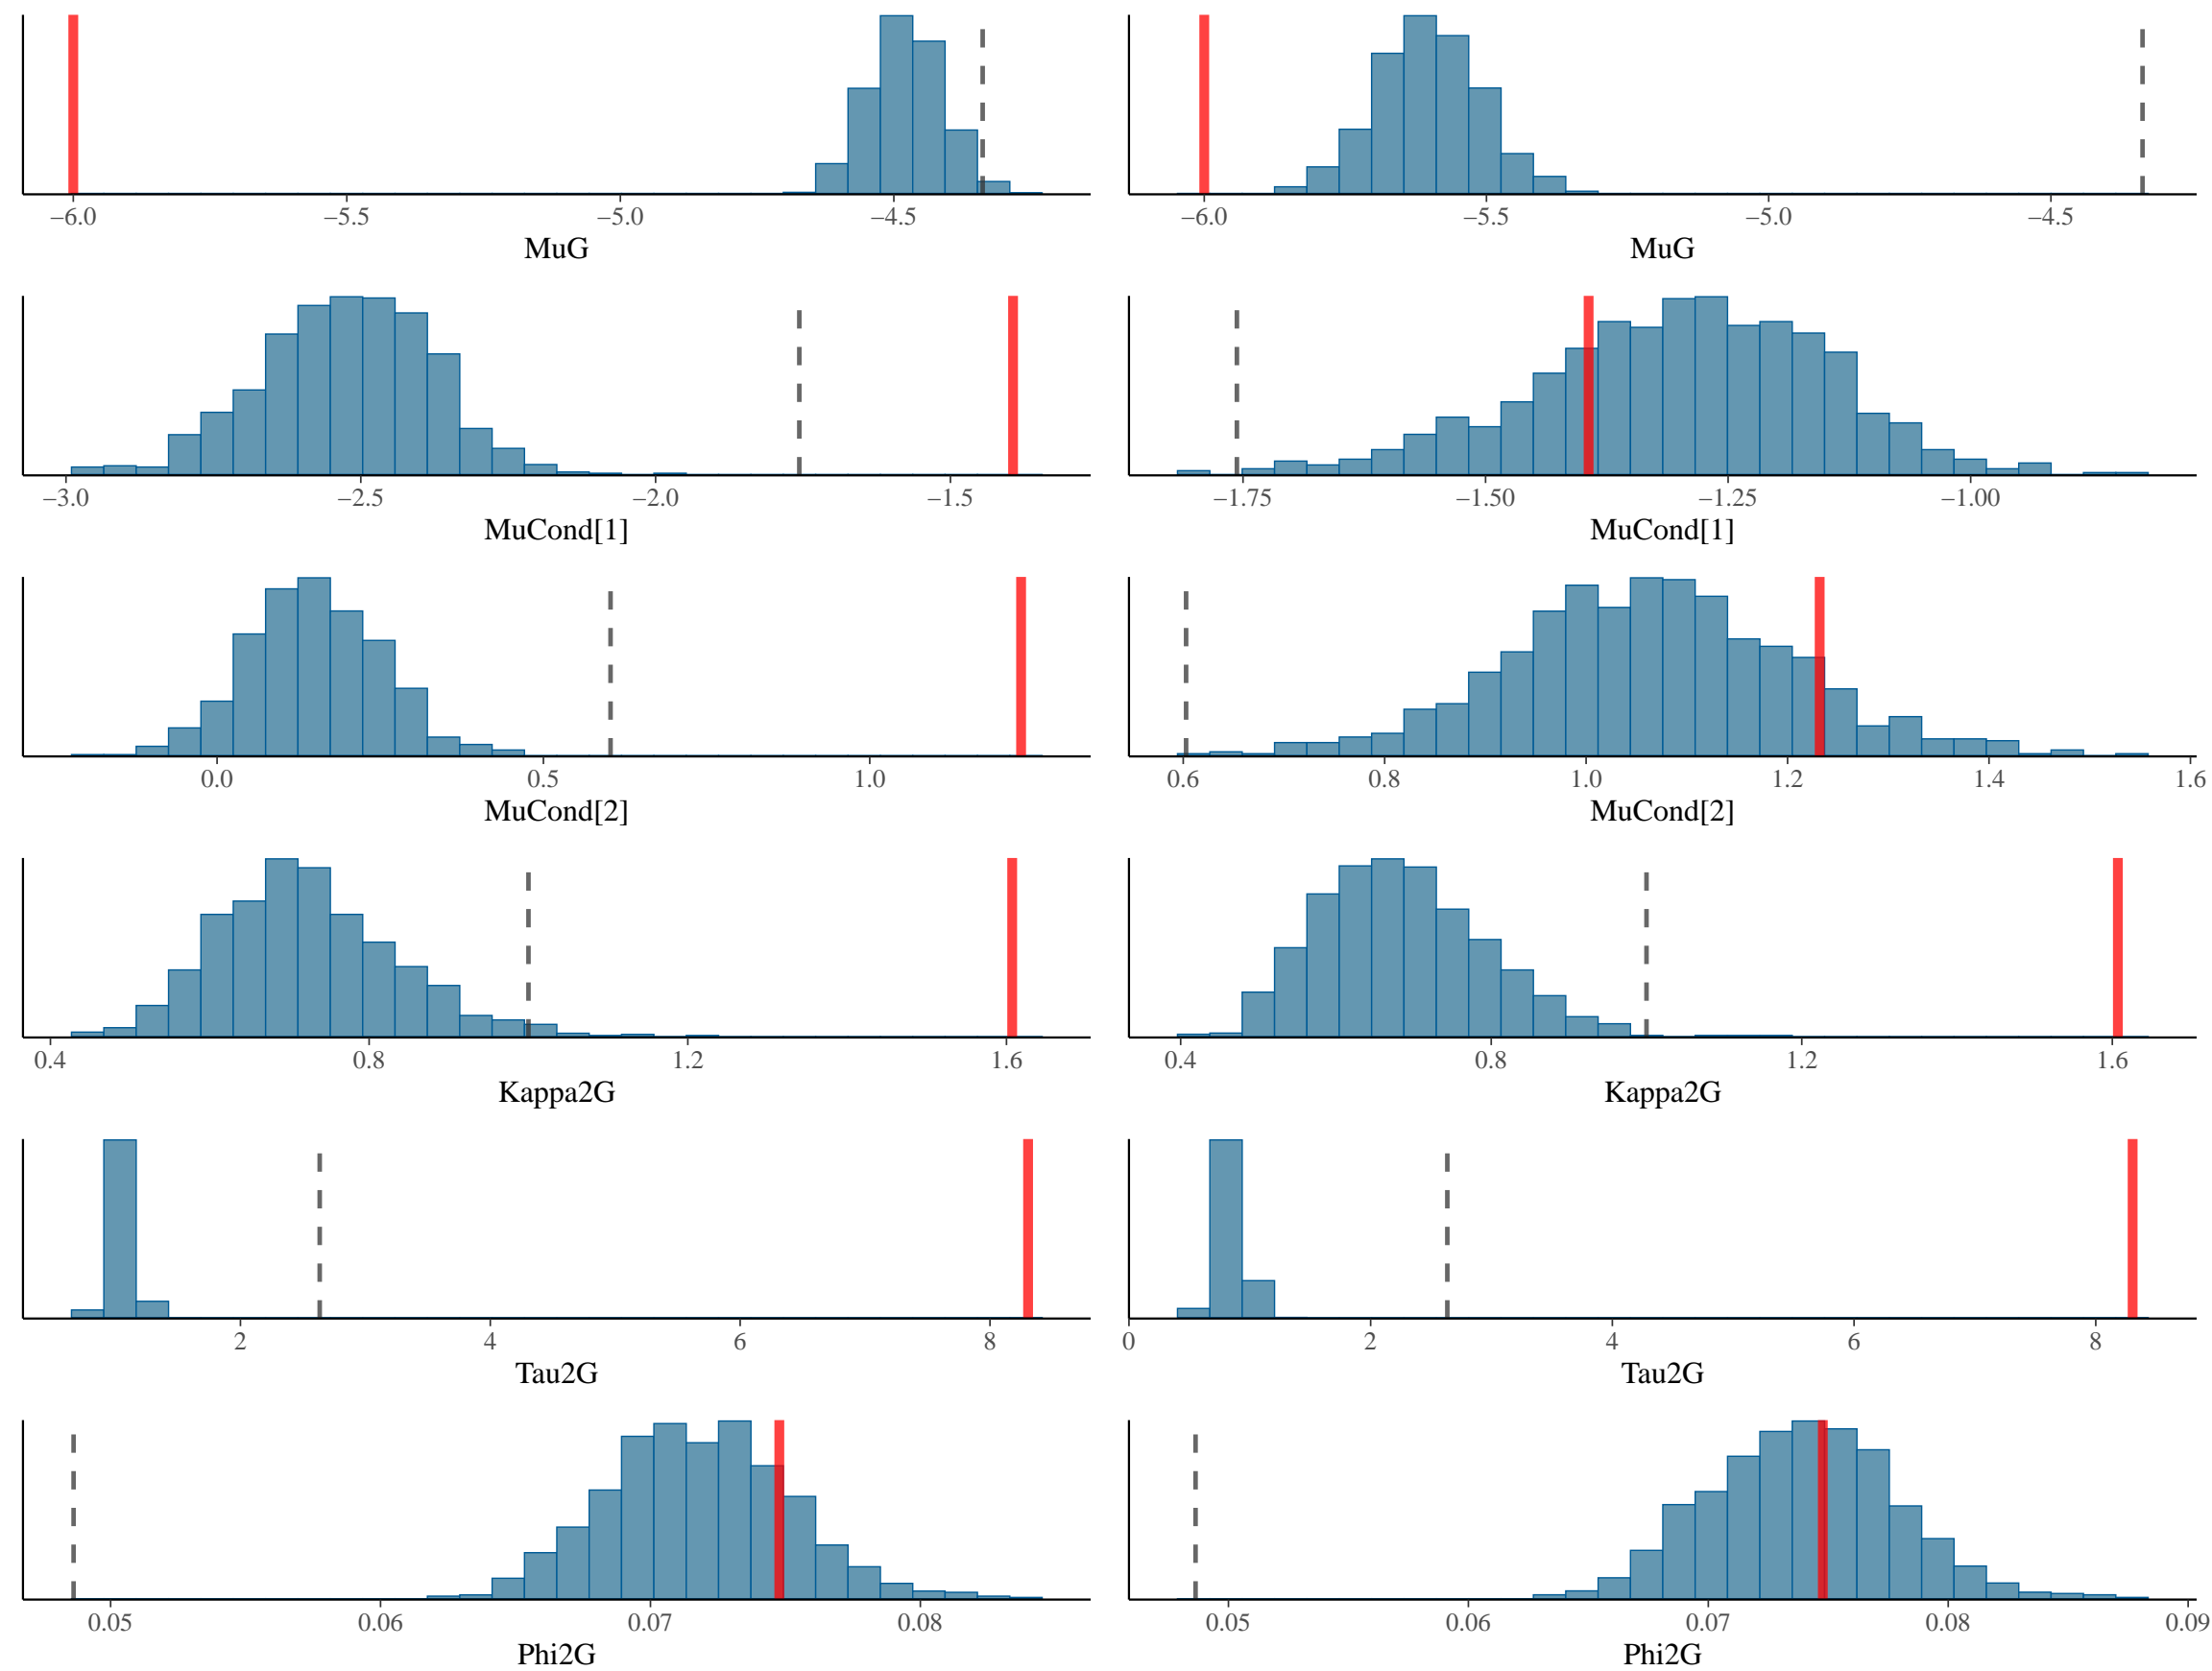 −6.0 −5.5 −5.0 −4.5
MuG
−6.0 −5.5 −5.0 −4.5
MuG
−3.0 −2.5 −2.0 −1.5
MuCond[1]
−1.75 −1.50 −1.25 −1.00
MuCond[1]
0.0 0.5 1.0
MuCond[2]
0.6 0.8 1.0 1.2 1.4 1.6
MuCond[2]
0.4 0.8 1.2 1.6
Kappa2G
0.4 0.8 1.2 1.6
Kappa2G
2 4 6 8
Tau2G
0 2 4 6 8
Tau2G
0.05 0.06 0.07 0.08
Phi2G
0.05 0.06 0.07 0.08 0.09
Phi2G